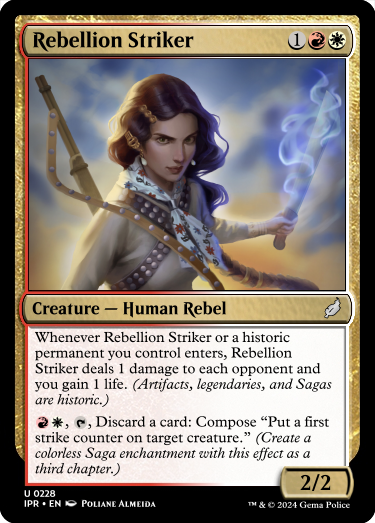 Rebellion Striker 1
Creature — Human Rebel
Whenever Rebellion Striker or a historic
permanent you control enters, Rebellion
Striker deals 1 damage to each opponent and
you gain 1 life. (Artifacts, legendaries, and Sagas
are historic.)
, , Discard a card: Compose “Put a first
strike counter on target creature.” (Create a
colorless Saga enchantment with this effect as a
third chapter.)
2/2
U 0228
IPR • EN Poliane Almeida
™ & © 2024 Gema Police